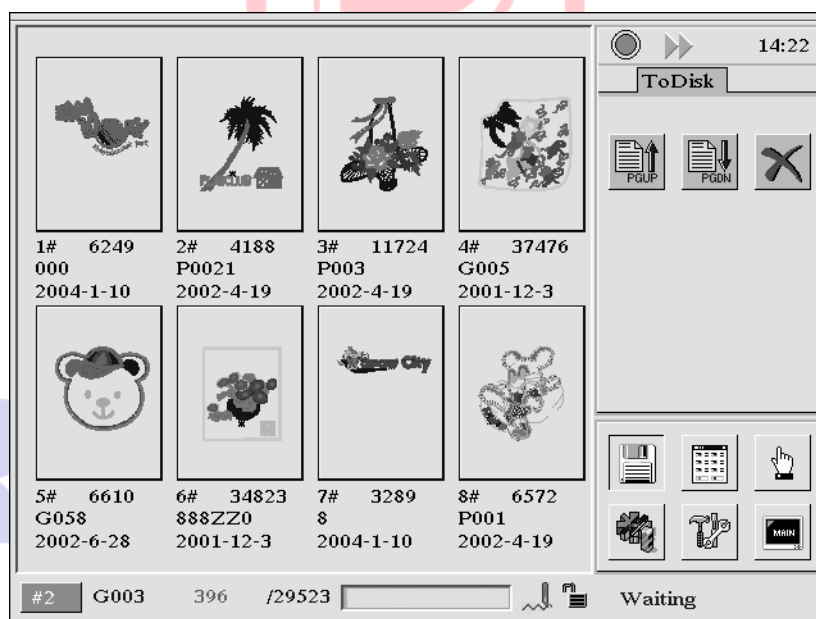 14:22
ToDisk
PGUP PGDN
1# 6249 2# 4188 3# 11724 4# 37476
000 P0021 P003 G005
2004-1-10 2002-4-19 2002-4-19 2001-12-3
Snow City
5# 6610 6# 34823 7# 3289 8# 6572
G058 888ZZ0 8 P001
2002-6-28 2001-12-3 2004-1-10 2002-4-19
MAIN
#2 G003 396 /29523 Waiting